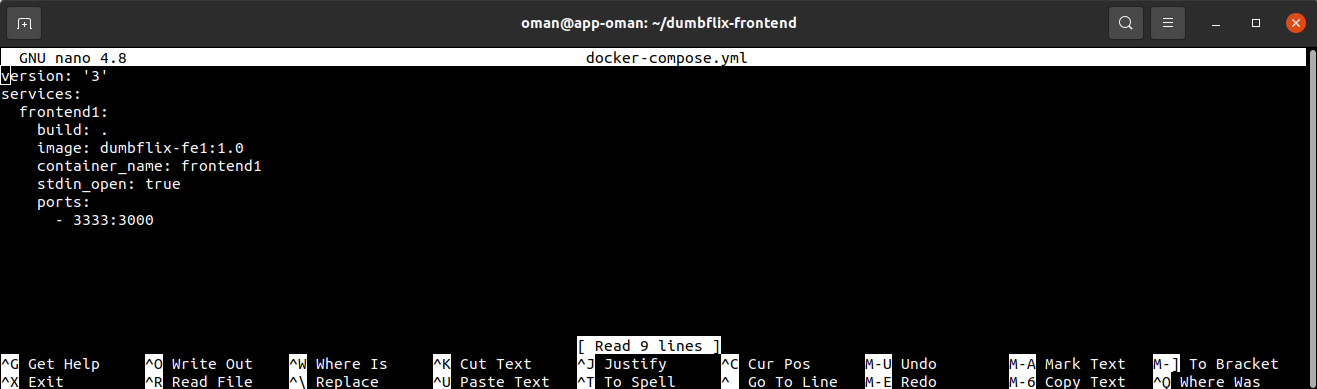 oman@app-oman: ~/dumbflix-frontend
GNU nano 4.8 docker-compose.yml
version: '3'
services:
  frontend1:
    build: .
    image: dumbflix-fe1:1.0
    container_name: frontend1
    stdin_open: true
    ports:
      - 3333:3000
[ Read 9 lines ]
^G Get Help ^O Write Out ^W Where Is ^K Cut Text ^J Justify ^C Cur Pos M-U Undo M-A Mark Text M-] To Bracket
^X Exit ^R Read File ^\ Replace ^U Paste Text ^T To Spell ^ Go To Line M-E Redo M-6 Copy Text ^Q Where Was